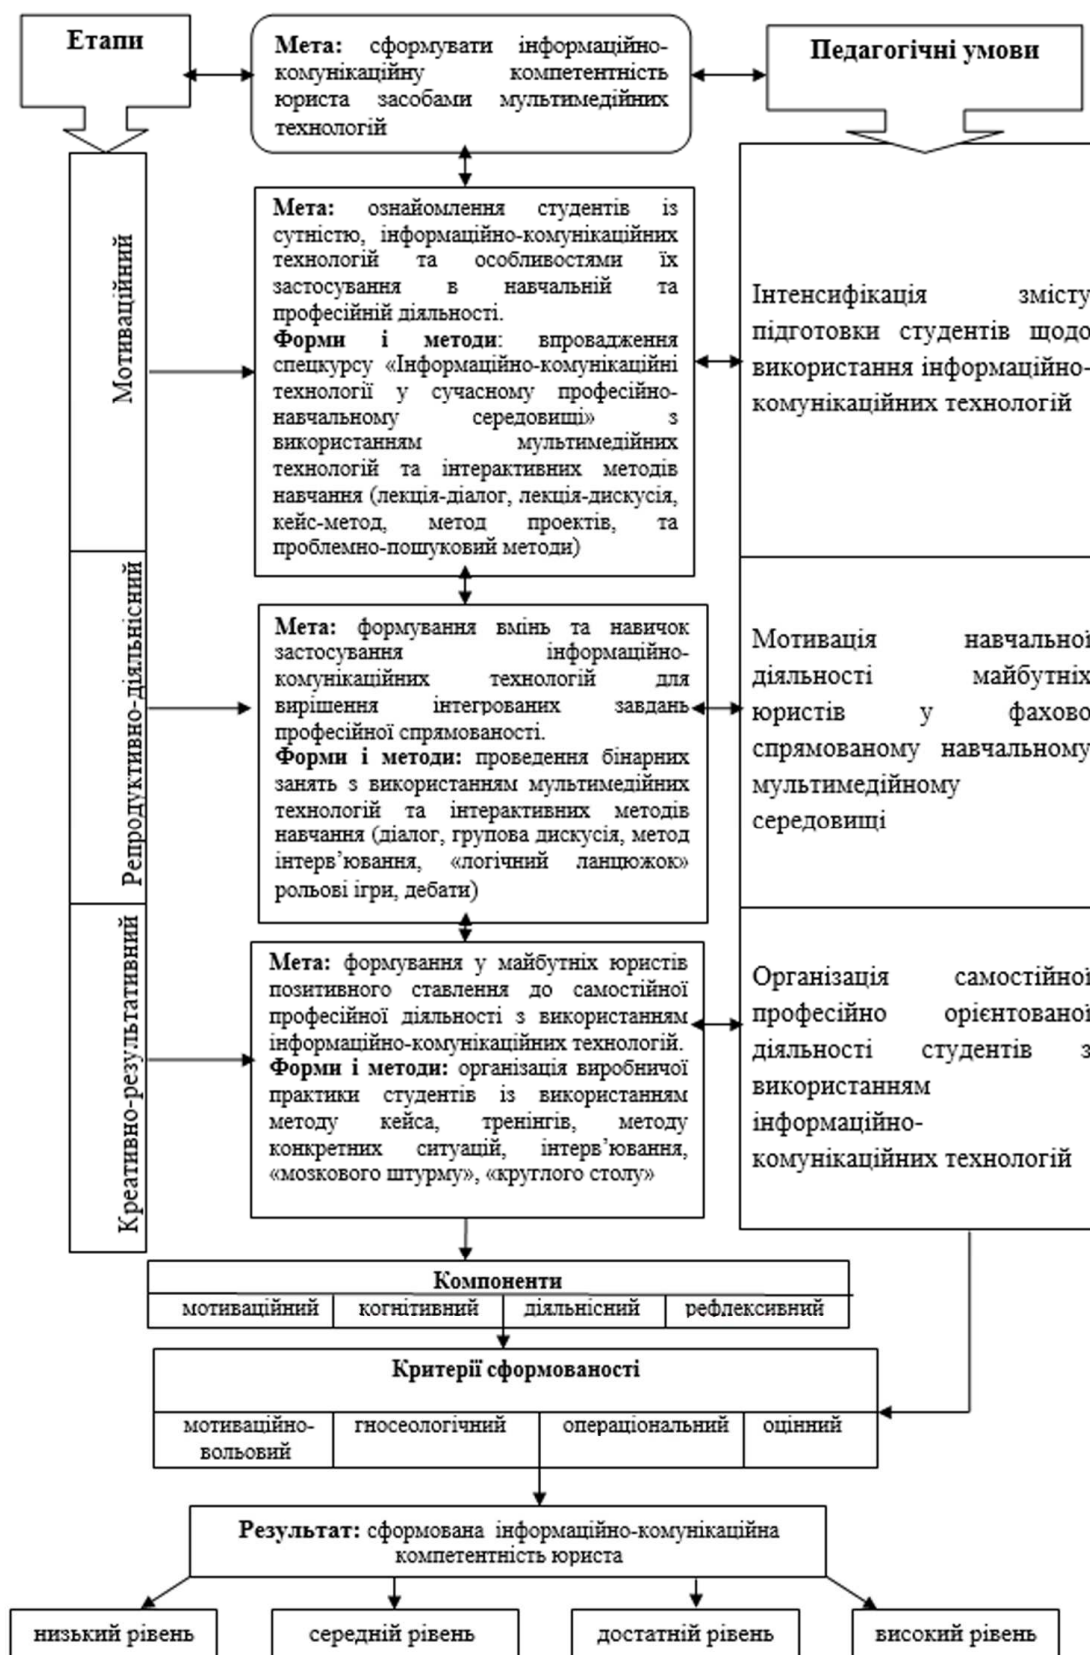 Етапи
Мета: сформувати інформаційно-
комунікаційну компетентність
юриста засобами мультимедійних
технологій
Педагогічні умови
Мотиваційний
Мета: ознайомлення студентів із
сутністю, інформаційно-комунікаційних
технологій та особливостями їх
застосування в навчальній та
професійній діяльності.
Форми і методи: впровадження
спецкурсу «Інформаційно-комунікаційні
технології у сучасному професійно-
навчальному середовищі» з
використанням мультимедійних
технологій та інтерактивних методів
навчання (лекція-діалог, лекція-дискусія,
кейс-метод, метод проектів, та
проблемно-пошуковий методи)
Інтенсифікація змісту
підготовки студентів щодо
використання інформаційно-
комунікаційних технологій
Репродуктивно-діяльнісний
Мета: формування вмінь та навичок
застосування інформаційно-
комунікаційних технологій для
вирішення інтегрованих завдань
професійної спрямованості.
Форми і методи: проведення бінарних
занять з використанням мультимедійних
технологій та інтерактивних методів
навчання (діалог, групова дискусія, метод
інтерв’ювання, «логічний ланцюжок»
рольові ігри, дебати)
Мотивація навчальної
діяльності майбутніх
юристів у фахово
спрямованому навчальному
мультимедійному
середовищі
Креативно-результативний
Мета: формування у майбутніх юристів
позитивного ставлення до самостійної
професійної діяльності з використанням
інформаційно-комунікаційних технологій.
Форми і методи: організація виробничої
практики студентів із використанням
методу кейса, тренінгів, методу
конкретних ситуацій, інтерв’ювання,
«мозкового штурму», «круглого столу»
Організація самостійної
професійно орієнтованої
діяльності студентів з
використанням
інформаційно-
комунікаційних технологій
Компоненти
мотиваційний когнітивний діяльнісний рефлексивний
Критерії сформованості
мотиваційно- гносеологічний операціональний оцінний
вольовий
Результат: сформована інформаційно-комунікаційна
компетентність юриста
низький рівень середній рівень достатній рівень високий рівень